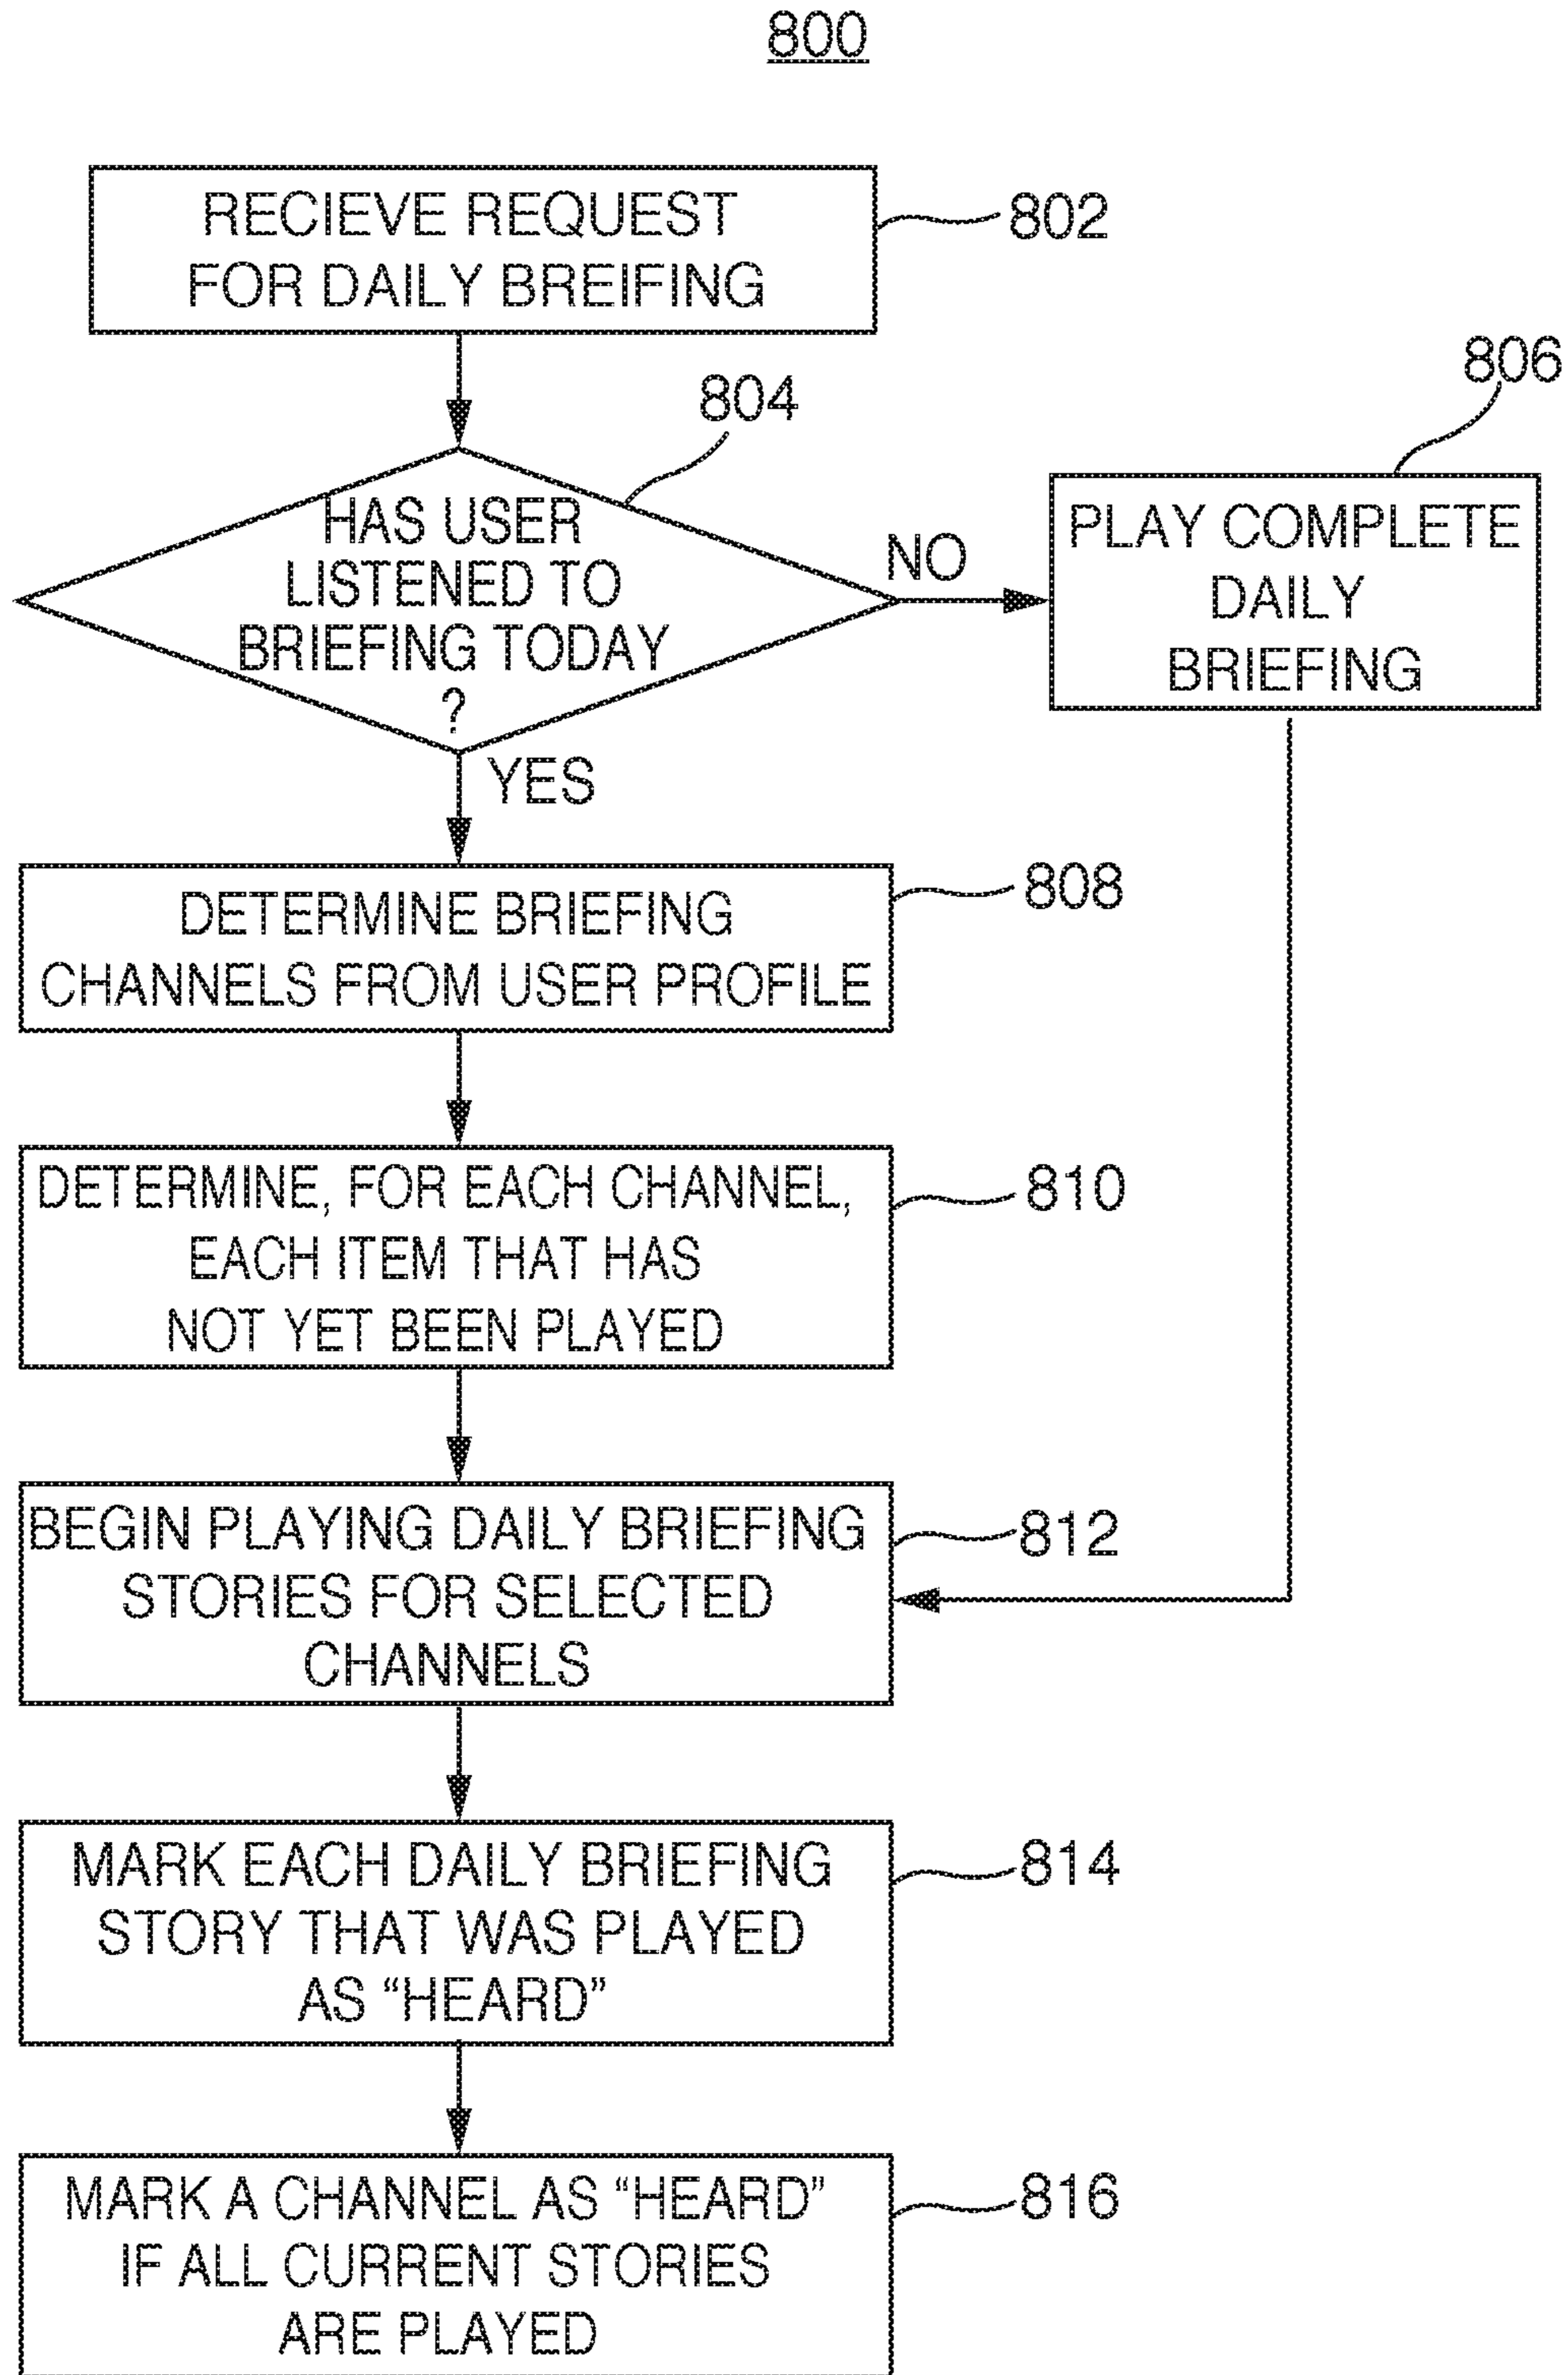 800
RECIEVE REQUEST
FOR DAILY BREIFING
802
804
806
HAS USER
LISTENED TO
BRIEFING TODAY
?
NO
PLAY COMPLETE
DAILY
BRIEFING
YES
DETERMINE BRIEFING
CHANNELS FROM USER PROFILE
808
DETERMINE, FOR EACH CHANNEL,
EACH ITEM THAT HAS
NOT YET BEEN PLAYED
810
BEGIN PLAYING DAILY BRIEFING
STORIES FOR SELECTED
CHANNELS
812
MARK EACH DAILY BRIEFING
STORY THAT WAS PLAYED
AS “HEARD”
814
MARK A CHANNEL AS “HEARD”
IF ALL CURRENT STORIES
ARE PLAYED
816